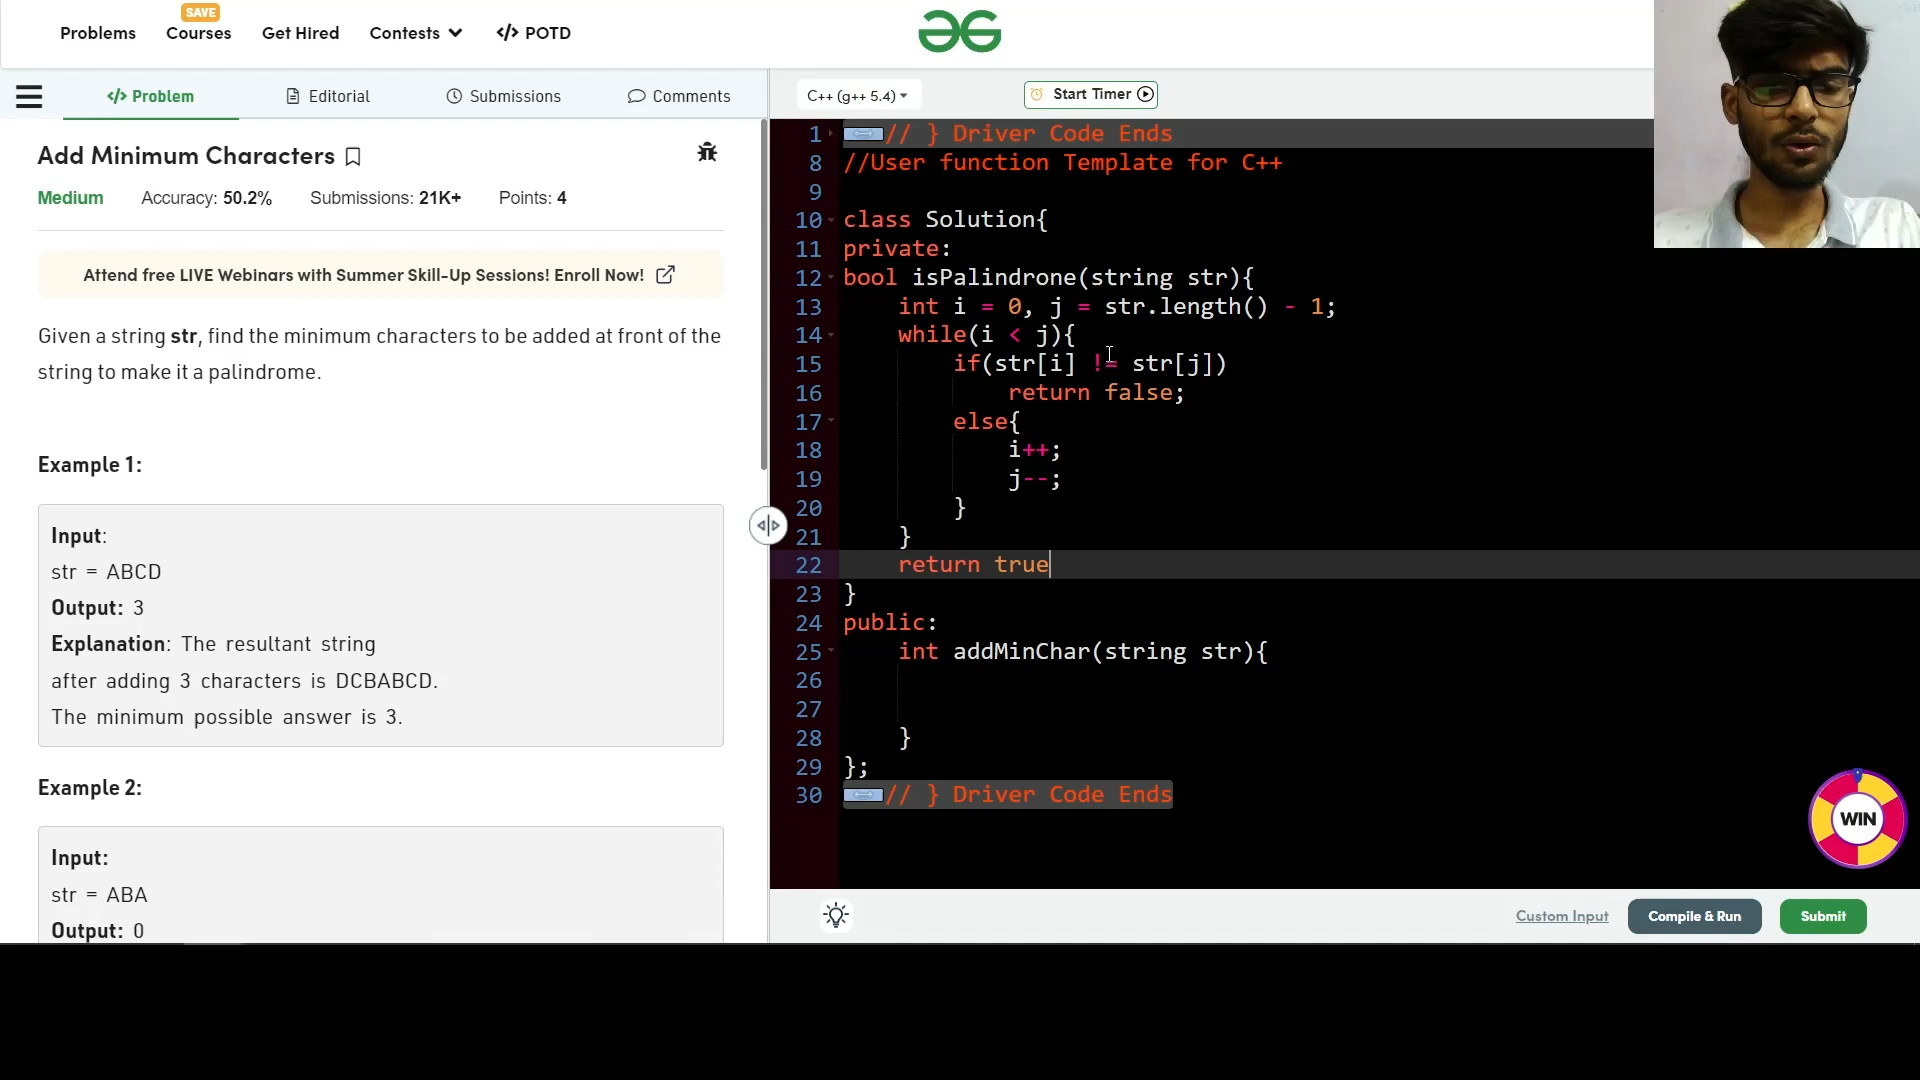 SAVE
Problems Courses Get Hired Contests </> POTD
</> Problem Editorial Submissions Comments
Add Minimum Characters
Medium Accuracy: 50.2% Submissions: 21K+ Points: 4
Attend free LIVE Webinars with Summer Skill-Up Sessions! Enroll Now!
Given a string str, find the minimum characters to be added at front of the
string to make it a palindrome.
Example 1:
Input:
str = ABCD
Output: 3
Explanation: The resultant string
after adding 3 characters is DCBABCD.
The minimum possible answer is 3.
Example 2:
Input:
str = ABA
Output: 0
C++ (g++ 5.4) Start Timer
1 // } Driver Code Ends
8 //User function Template for C++
9
10 class Solution{
11 private:
12 bool isPalindrone(string str){
13 int i = 0, j = str.length() - 1;
14 while(i < j){
15 if(str[i] != str[j])
16 return false;
17 else{
18 i++;
19 j--;
20 }
21 }
22 return true
23 }
24 public:
25 int addMinChar(string str){
26
27
28 }
29 };
30 // } Driver Code Ends
WIN
Custom Input Compile & Run Submit